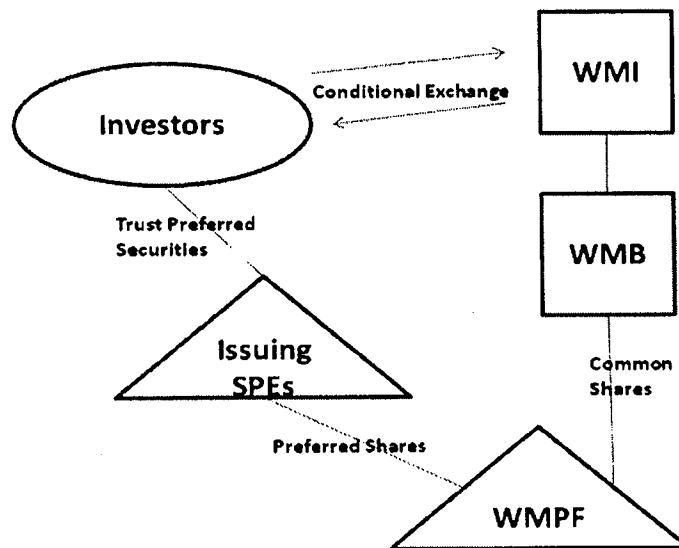 WMI
Conditional Exchange
Investors
Trust Preferred
Securities
WMB
Issuing
SPEs
Common
Shares
Preferred Shares
WMPF